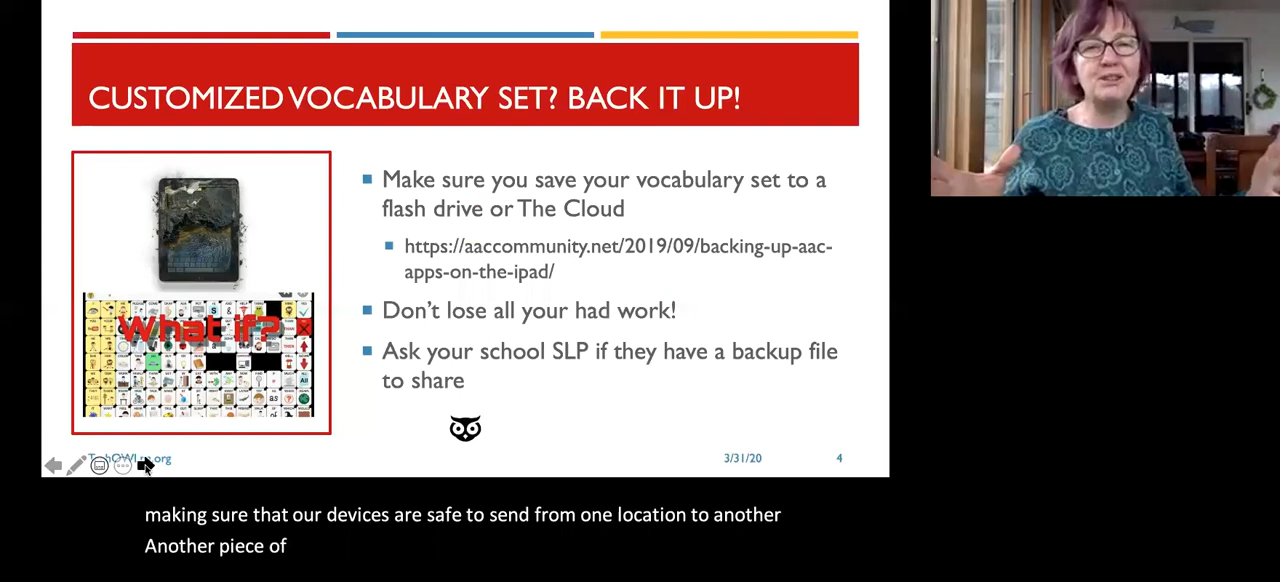 CUSTOMIZED VOCABULARY SET? BACK IT UP!
Make sure you save your vocabulary set to a
flash drive or The Cloud
https://aaccommunity.net/2019/09/backing-up-aac-
apps-on-the-ipad/
Don't lose all your had work!
Ask your school SLP if they have a backup file
to share
What if?
3/31/20
4
making sure that our devices are safe to send from one location to another
Another piece of